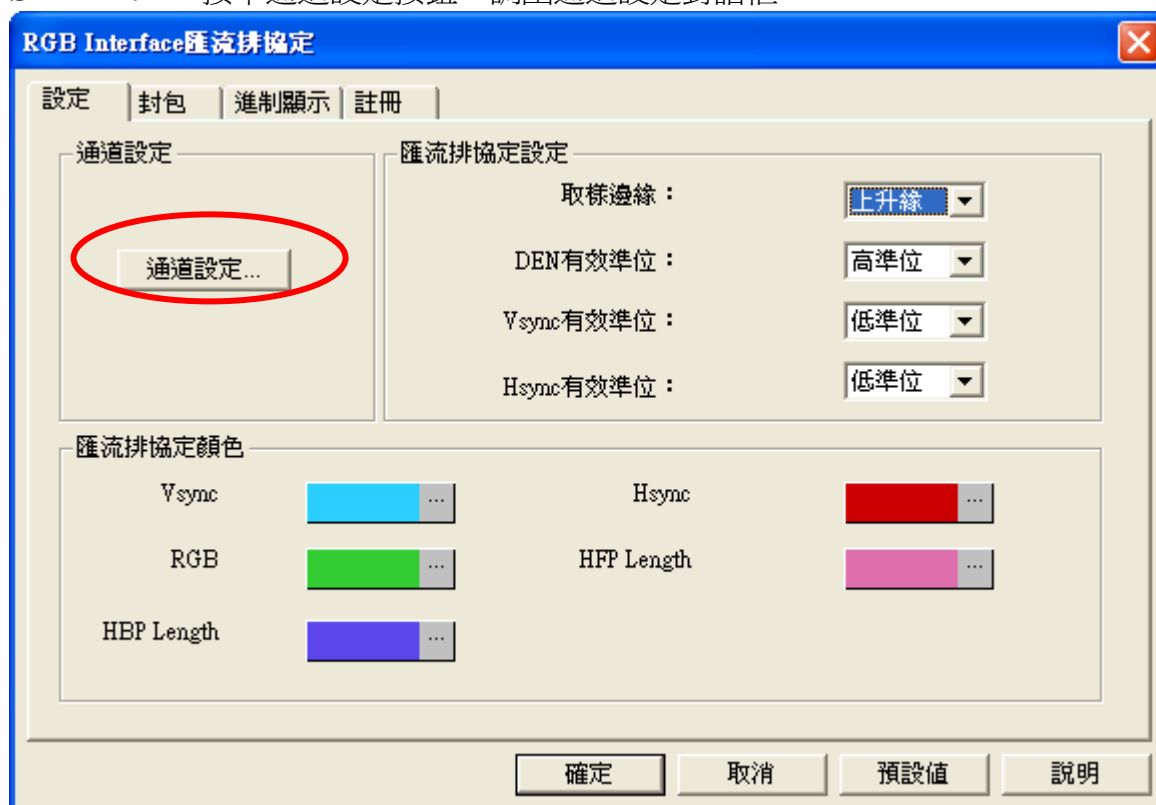 RGB Interface匯流排協定
設定 封包 進制顯示 註冊
通道設定
通道設定...
匯流排協定設定
取樣邊緣： 上升緣
DEN有效準位： 高準位
Vsync有效準位： 低準位
Hsync有效準位： 低準位
匯流排協定顏色
Vsync ... Hsync ...
RGB ... HFP Length ...
HBP Length ...
確定 取消 預設值 說明